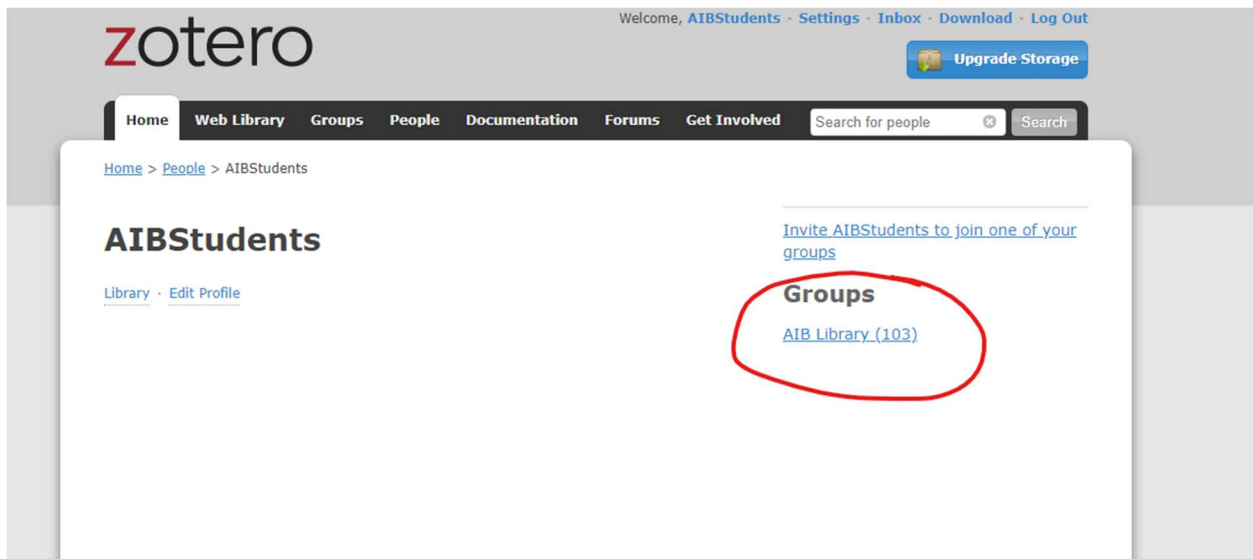 zotero
Welcome, AIBStudents · Settings · Inbox · Download · Log Out
Upgrade Storage
Home Web Library Groups People Documentation Forums Get Involved Search for people Search
Home > People > AIBStudents
AIBStudents
Library · Edit Profile
Invite AIBStudents to join one of your
groups
Groups
AIB Library (103)